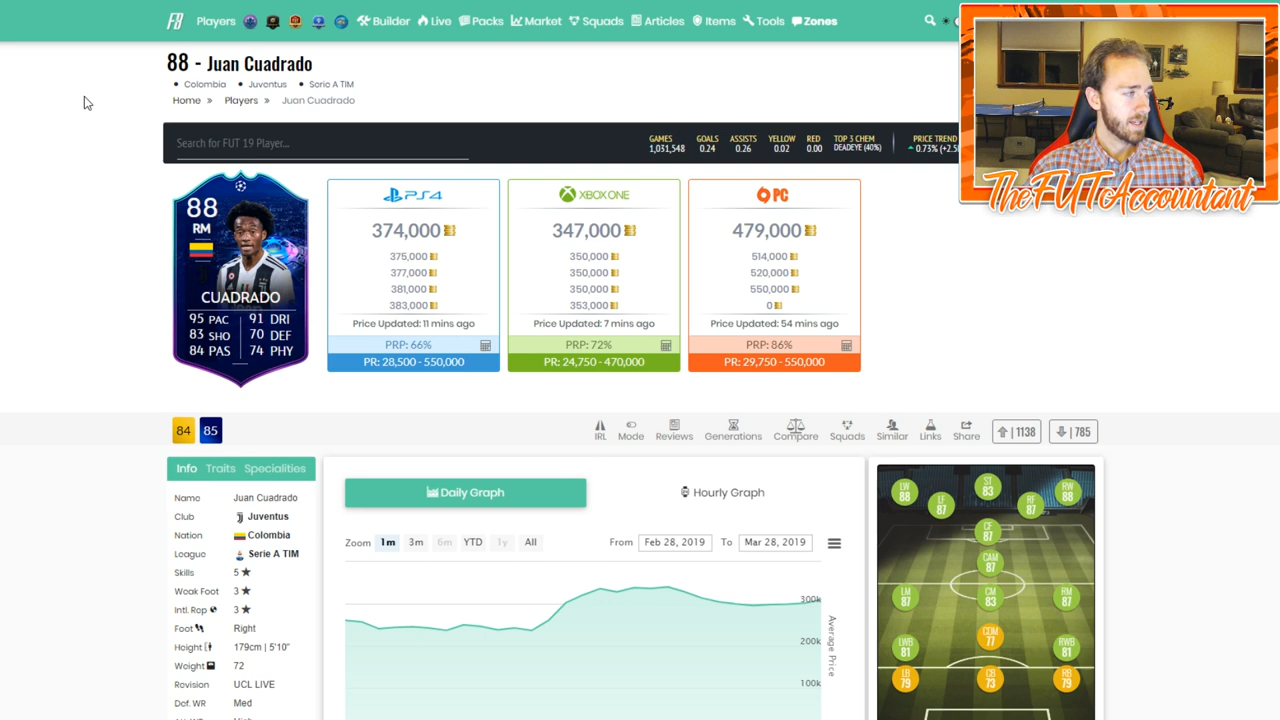 F8 Players Builder Live Packs Market Squads Articles Items Tools Zones
88 - Juan Cuadrado
Colombia Juventus Serie A TIM
Home » Players » Juan Cuadrado
Search for FUT 19 Player...
GAMES GOALS ASSISTS YELLOW RED TOP 3 CHEM PRICE TREND
1,031,548 0.24 0.26 0.02 0.00 DEADEYE (40%) 0.73%
TheFUTAccountant
88
RM
CUADRADO
95 PAC 91 DRI
83 SHO 70 DEF
84 PAS 74 PHY
PS4
374,000
375,000
377,000
381,000
383,000
Price Updated: 11 mins ago
PRP: 66%
PR: 28,500 - 550,000
XBOX ONE
347,000
350,000
350,000
350,000
353,000
Price Updated: 7 mins ago
PRP: 72%
PR: 24,750 - 470,000
PC
479,000
514,000
520,000
550,000
0
Price Updated: 54 mins ago
PRP: 86%
PR: 29,750 - 550,000
84 85
IRL Mode Reviews Generations Compare Squads Similar Links Share | 1138 | 785
Info Traits Specialities
Name Juan Cuadrado
Club Juventus
Nation Colombia
League Serie A TIM
Skills 5
Weak Foot 3
Intl. Rep 3
Foot Right
Height 179cm | 5'10"
Weight 72
Revision UCL LIVE
Def. WR Med
Daily Graph Hourly Graph
Zoom 1m 3m 6m YTD 1y All From Feb 28, 2019 To Mar 28, 2019
300k
200k
100k
Average Price
LW 88
LF 87
ST 83
RF 87
RW 88
CF 87
CAM 87
LM 87
CM 83
RM 87
LWB 81
CDM 77
RWB 81
LB 79
CB 73
RB 79